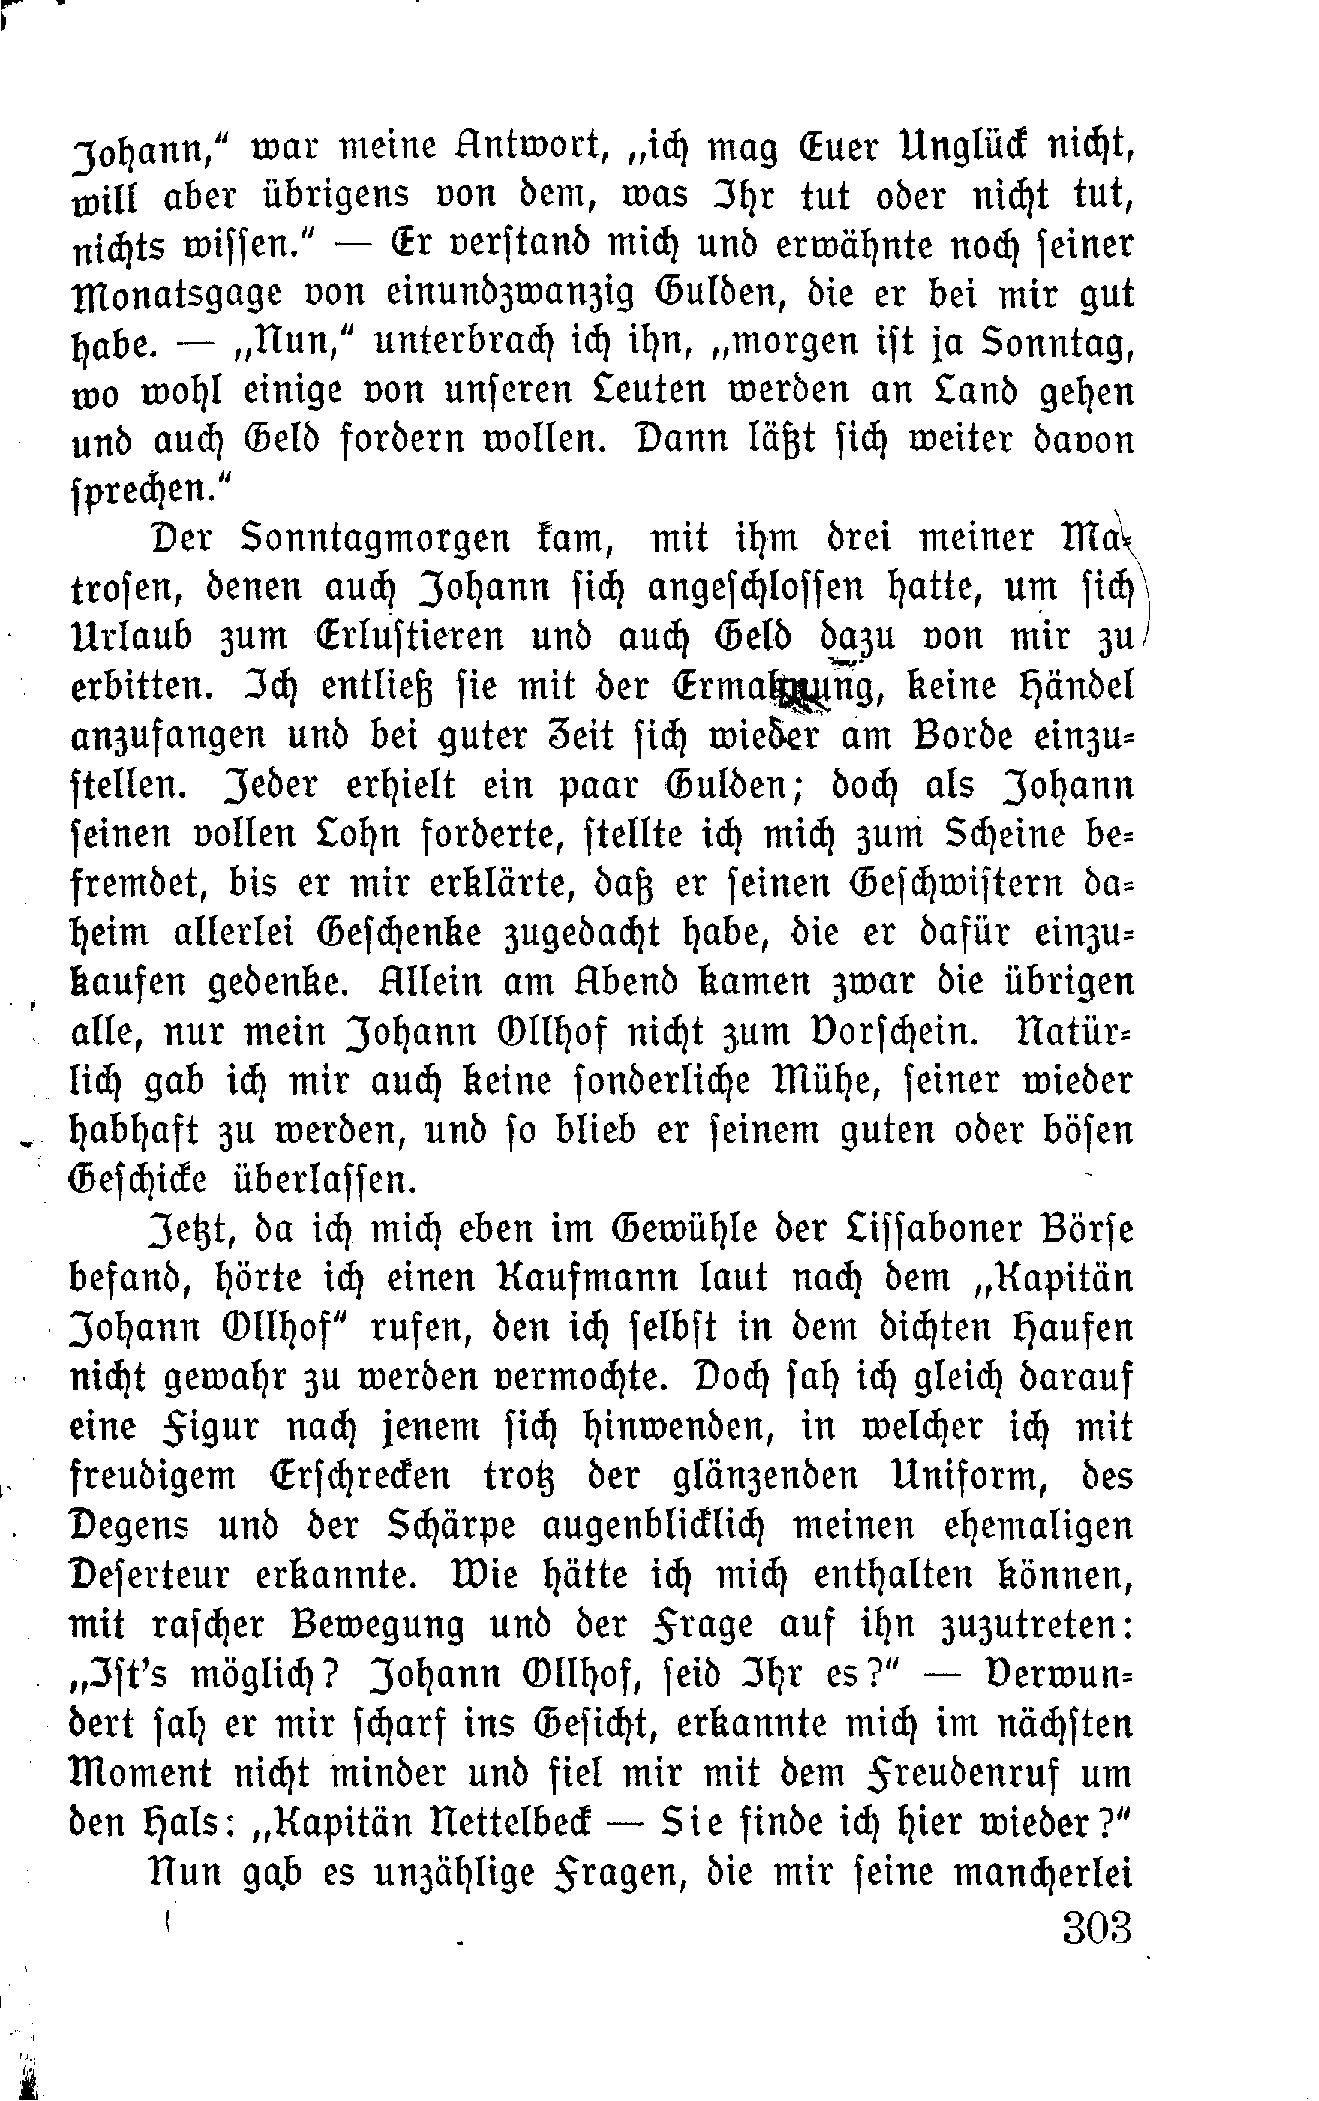 Johann,“ war meine Antwort, „ich mag Euer Unglück nicht,
will aber übrigens von dem, was Ihr tut oder nicht tut,
nichts wissen.“ — Er verstand mich und erwähnte noch seiner
Monatsgage von einundzwanzig Gulden, die er bei mir gut
habe. — „Nun,“ unterbrach ich ihn, „morgen ist ja Sonntag,
wo wohl einige von unseren Leuten werden an Land gehen
und auch Geld fordern wollen. Dann läßt sich weiter davon
sprechen.“
Der Sonntagmorgen kam, mit ihm drei meiner Ma-
trosen, denen auch Johann sich angeschlossen hatte, um sich
Urlaub zum Erlustieren und auch Geld dazu von mir zu
erbitten. Ich entließ sie mit der Ermahnung, keine Händel
anzufangen und bei guter Zeit sich wieder am Borde einzu-
stellen. Jeder erhielt ein paar Gulden; doch als Johann
seinen vollen Lohn forderte, stellte ich mich zum Scheine be-
fremdet, bis er mir erklärte, daß er seinen Geschwistern da-
heim allerlei Geschenke zugedacht habe, die er dafür einzu-
kaufen gedenke. Allein am Abend kamen zwar die übrigen
alle, nur mein Johann Ollhof nicht zum Vorschein. Natür-
lich gab ich mir auch keine sonderliche Mühe, seiner wieder
habhaft zu werden, und so blieb er seinem guten oder bösen
Geschicke überlassen.
Jetzt, da ich mich eben im Gewühle der Lissaboner Börse
befand, hörte ich einen Kaufmann laut nach dem „Kapitän
Johann Ollhof“ rufen, den ich selbst in dem dichten Haufen
nicht gewahr zu werden vermochte. Doch sah ich gleich darauf
eine Figur nach jenem sich hinwenden, in welcher ich mit
freudigem Erschrecken trotz der glänzenden Uniform, des
Degens und der Schärpe augenblicklich meinen ehemaligen
Deserteur erkannte. Wie hätte ich mich enthalten können,
mit rascher Bewegung und der Frage auf ihn zuzutreten:
„Ist's möglich? Johann Ollhof, seid Ihr es?“ — Verwun-
dert sah er mir scharf ins Gesicht, erkannte mich im nächsten
Moment nicht minder und fiel mir mit dem Freudenruf um
den Hals: „Kapitän Nettelbeck — Sie finde ich hier wieder?“
Nun gab es unzählige Fragen, die mir seine mancherlei
303